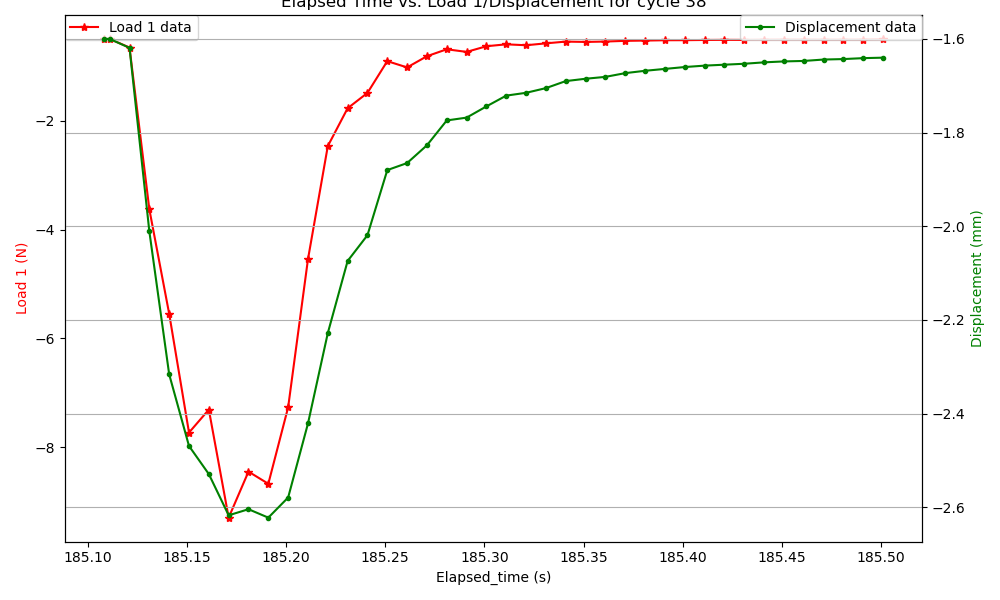 Elapsed Time vs. Load 1/Displacement for cycle 38
Load 1 data
Displacement data
−2
−4
−6
−8
Load 1 (N)
−1.6
−1.8
−2.0
−2.2
−2.4
−2.6
Displacement (mm)
185.10 185.15 185.20 185.25 185.30 185.35 185.40 185.45 185.50
Elapsed_time (s)